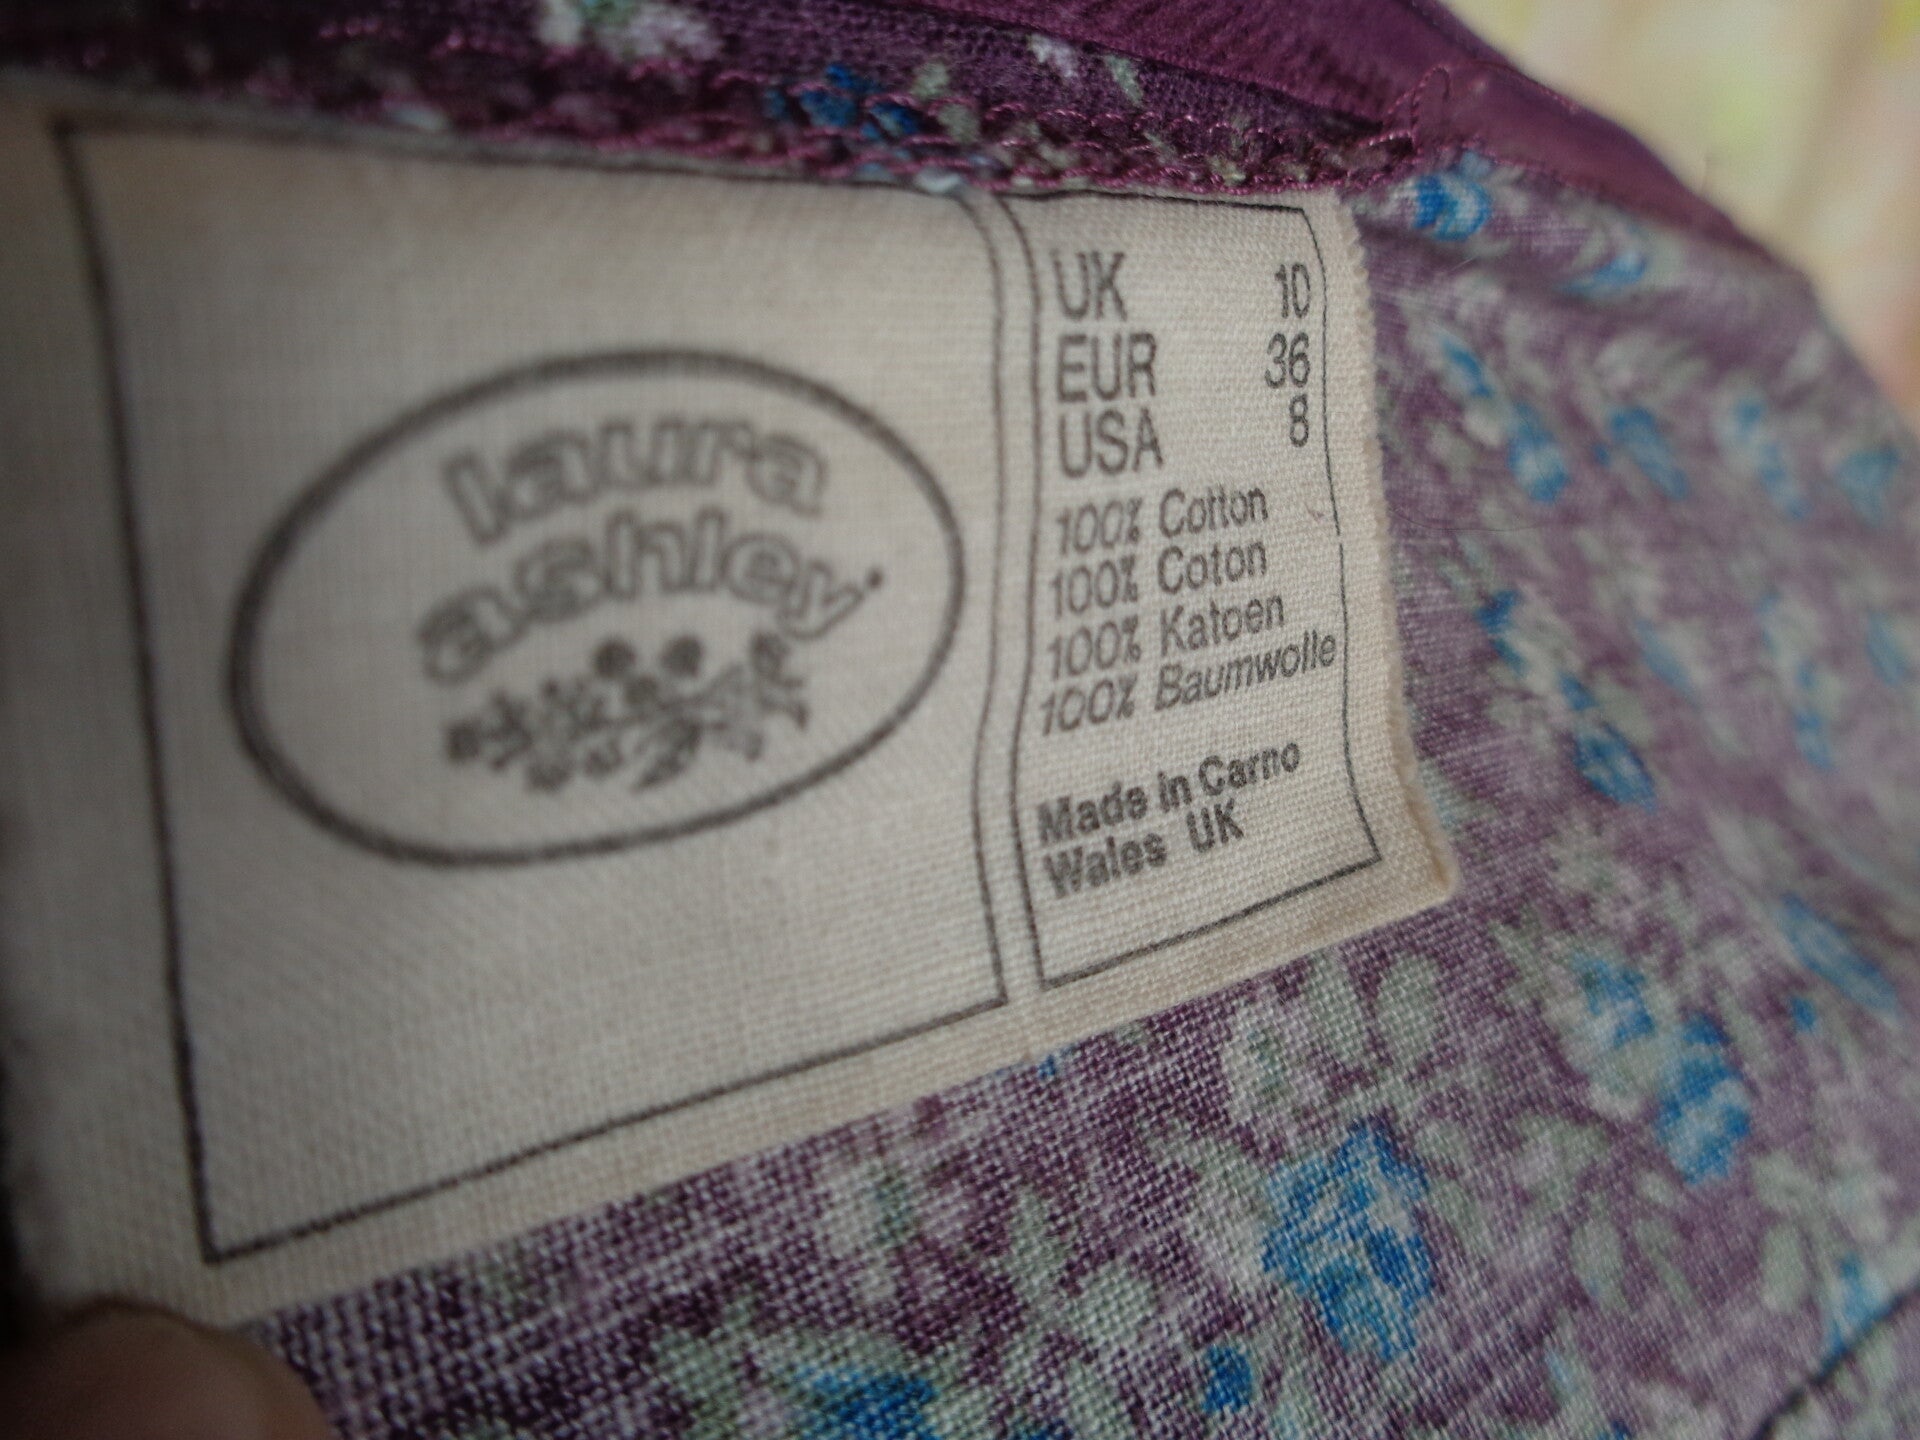 laura
ashley
UK 10
EUR 36
USA 8
100% Cotton
100% Coton
100% Katoen
100% Baumwolle
Made in Carno
Wales UK